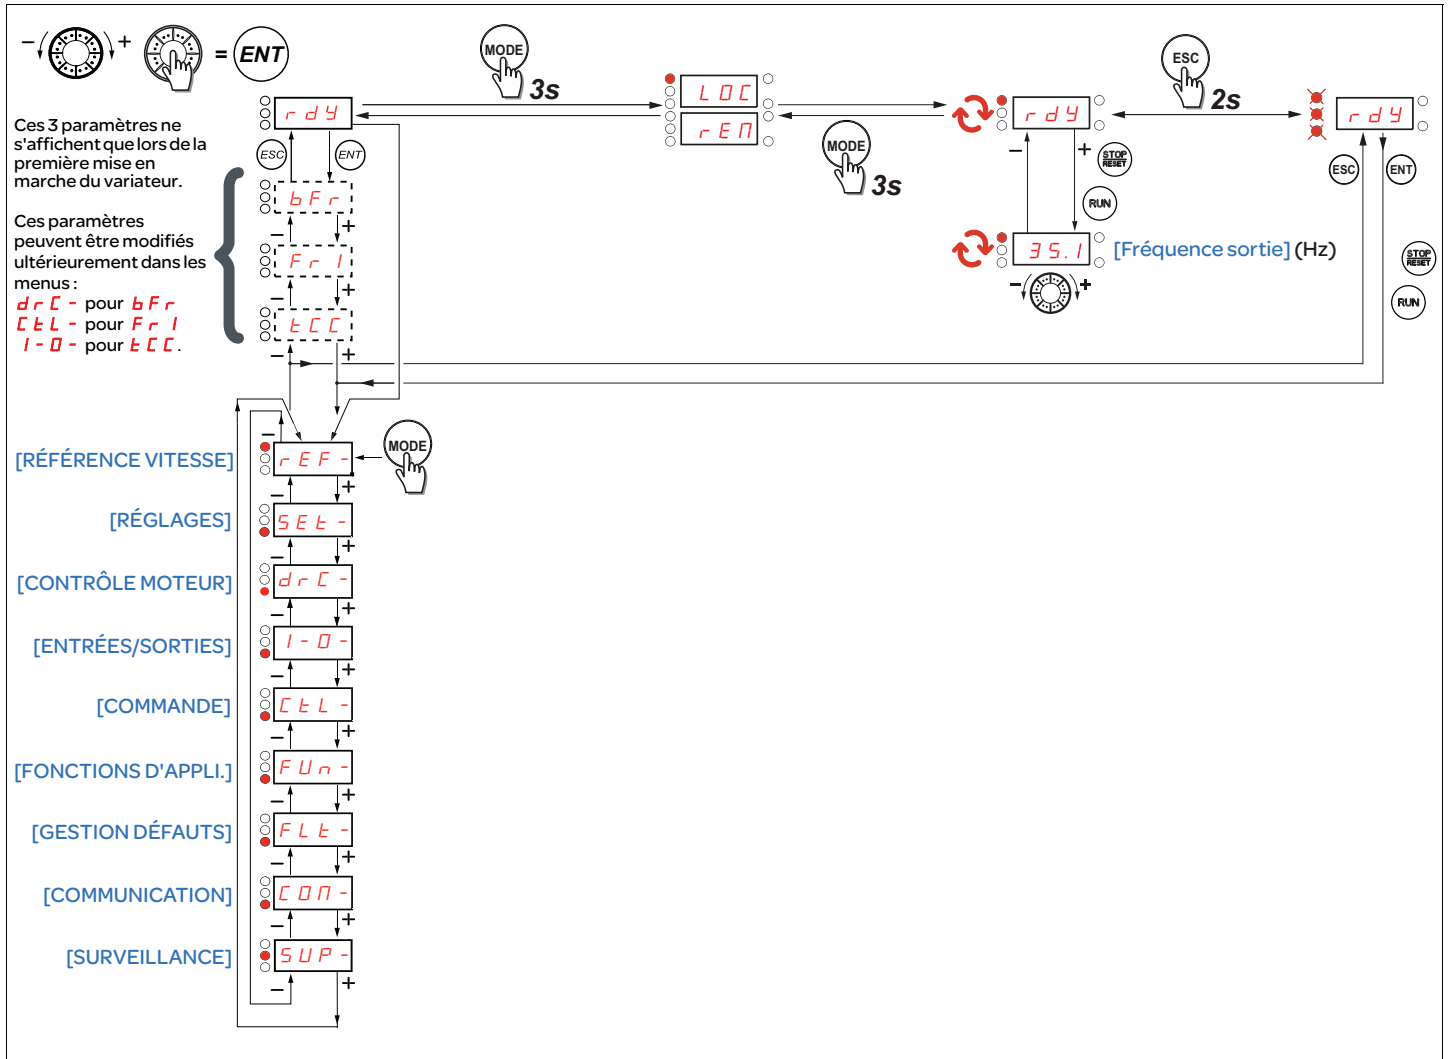 − + = ENT
MODE
3s
ESC
2s
LOC
rEM
rdY
rdY
rdY
MODE
3s
Ces 3 paramètres ne
s'affichent que lors de la
première mise en
marche du variateur.
ESC
ENT
− +
STOP
RESET
RUN
ESC
ENT
bFr
− +
Ces paramètres
peuvent être modifiés
ultérieurement dans les
menus :
drC- pour bFr
CtL- pour Fr1
I-O- pour tCC.
Fr1
− +
tCC
− +
35.1
[Fréquence sortie] (Hz)
− +
STOP
RESET
RUN
−
[RÉFÉRENCE VITESSE]
rEF-
MODE
− +
[RÉGLAGES]
SEt-
− +
[CONTRÔLE MOTEUR]
drC-
− +
[ENTRÉES/SORTIES]
I-O-
− +
[COMMANDE]
CtL-
− +
[FONCTIONS D'APPLI.]
FUn-
− +
[GESTION DÉFAUTS]
FLt-
− +
[COMMUNICATION]
COM-
− +
[SURVEILLANCE]
SUP-
− +